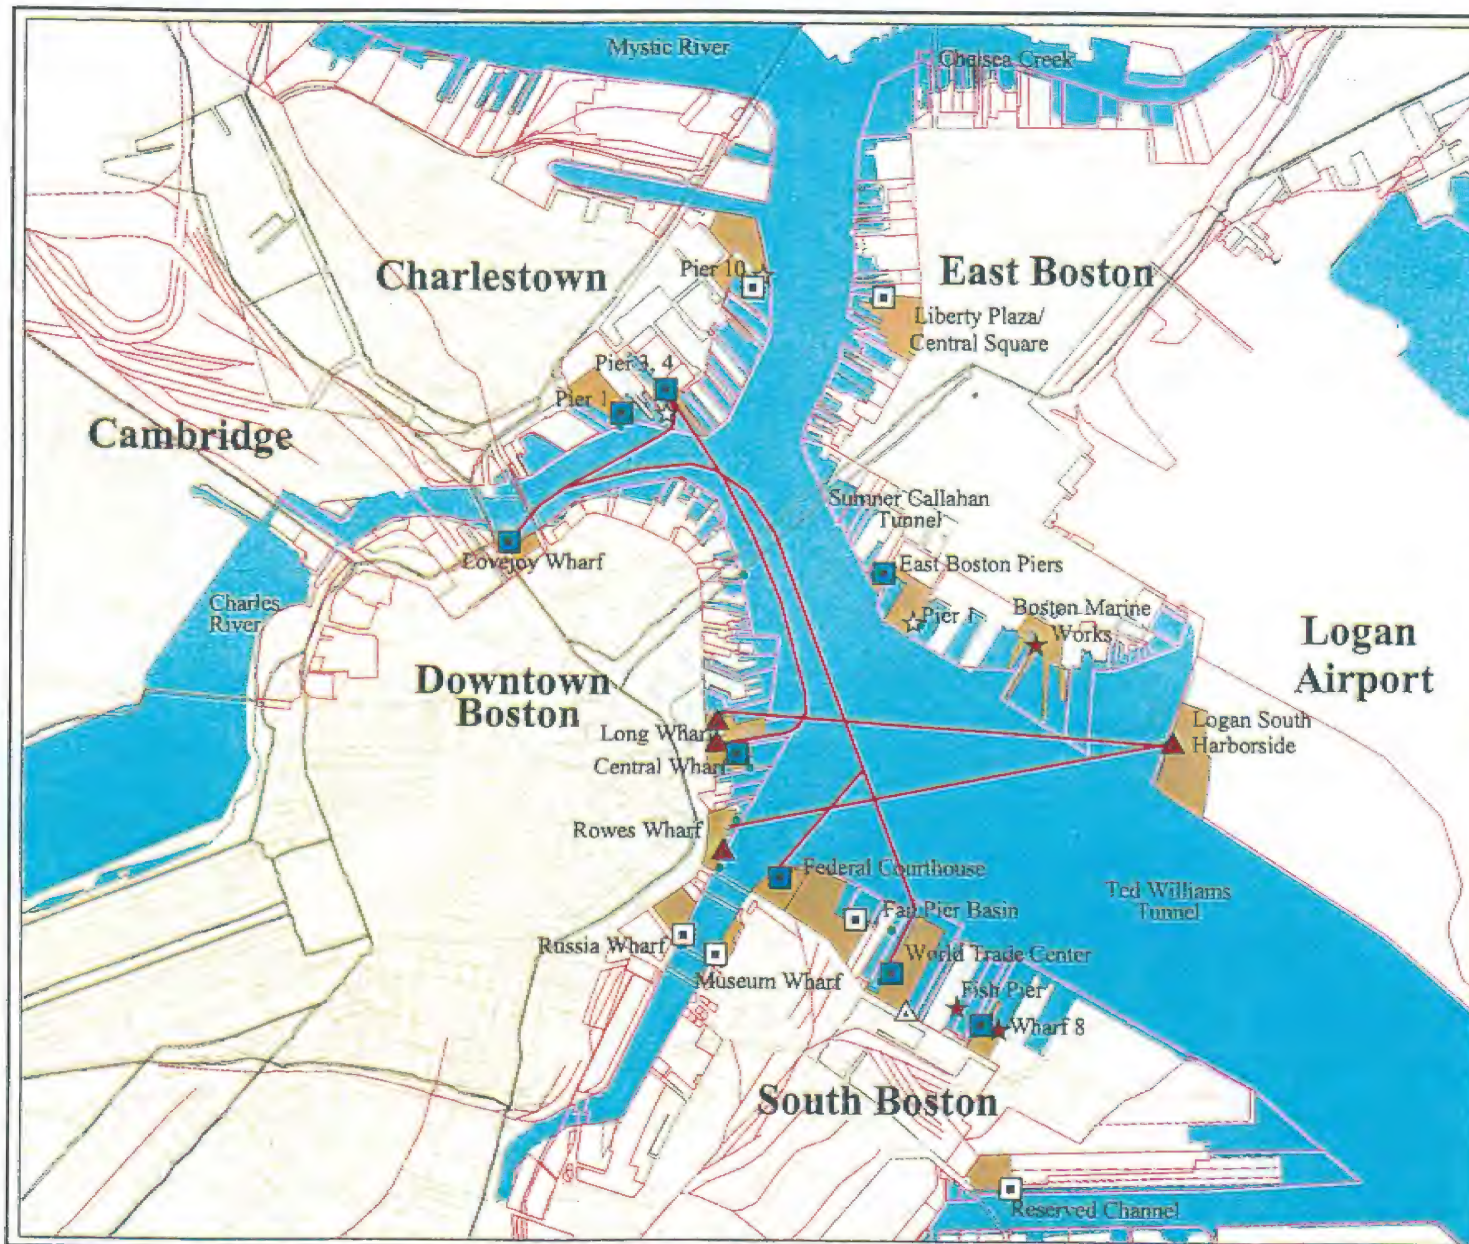 Mystic River
Chelsea Creek
Charlestown
Pier 10
East Boston
Liberty Plaza/
Central Square
Pier 3, 4
Pier 1
Cambridge
Sumner Callahan
Tunnel
Lovejoy Wharf
East Boston Piers
Charles
River
Pier 1
Boston Marine
Works
Logan
Airport
Downtown
Boston
Long Wharf
Central Wharf
Logan South
Harborside
Rowes Wharf
Federal Courthouse
Ted Williams
Tunnel
Fan Pier Basin
Russia Wharf
World Trade Center
Museum Wharf
Fish Pier
Wharf 8
South Boston
Reserved Channel